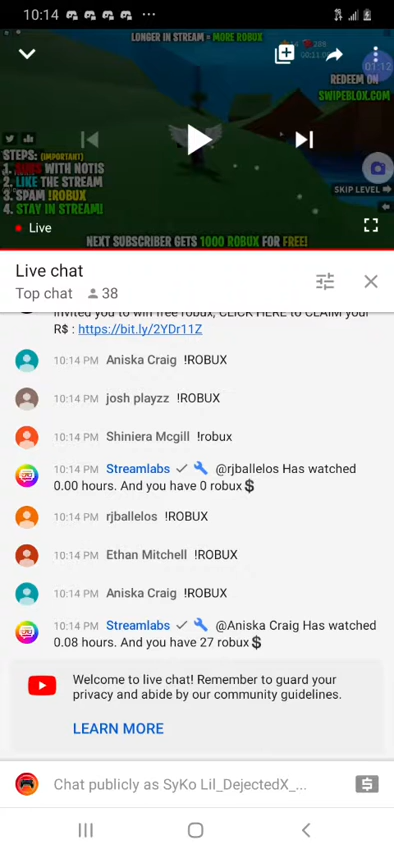 10:14
LONGER IN STREAM = MORE ROBUX
01:12
REDEEM ON
SWIPEBLOX.COM
STEPS: (IMPORTANT)
1. SUBS WITH NOTIS
2. LIKE THE STREAM
3. SPAM !ROBUX
4. STAY IN STREAM!
SKIP LEVEL
Live
NEXT SUBSCRIBER GETS 1000 ROBUX FOR FREE!
Live chat
Top chat 38
invited you to win free robux, CLICK HERE to CLAIM your
R$ : https://bit.ly/2YDr11Z
10:14 PM Aniska Craig !ROBUX
10:14 PM josh playzz !ROBUX
10:14 PM Shiniera Mcgill !robux
10:14 PM Streamlabs @rjballelos Has watched
0.00 hours. And you have 0 robux💲
10:14 PM rjballelos !ROBUX
10:14 PM Ethan Mitchell !ROBUX
10:14 PM Aniska Craig !ROBUX
10:14 PM Streamlabs @Aniska Craig Has watched
0.08 hours. And you have 27 robux💲
Welcome to live chat! Remember to guard your
privacy and abide by our community guidelines.
LEARN MORE
Chat publicly as SyKo Lil_DejectedX_...